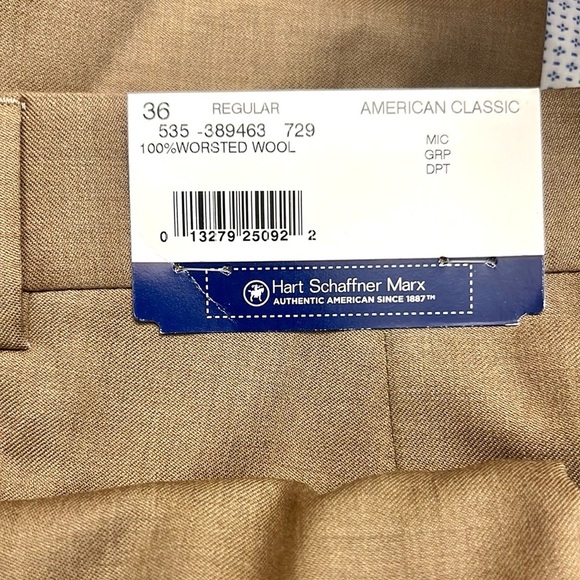 36 REGULAR AMERICAN CLASSIC
535 -389463 729
100%WORSTED WOOL
MIC
GRP
DPT
0 13279 25092 2
Hart Schaffner Marx
AUTHENTIC AMERICAN SINCE 1887™